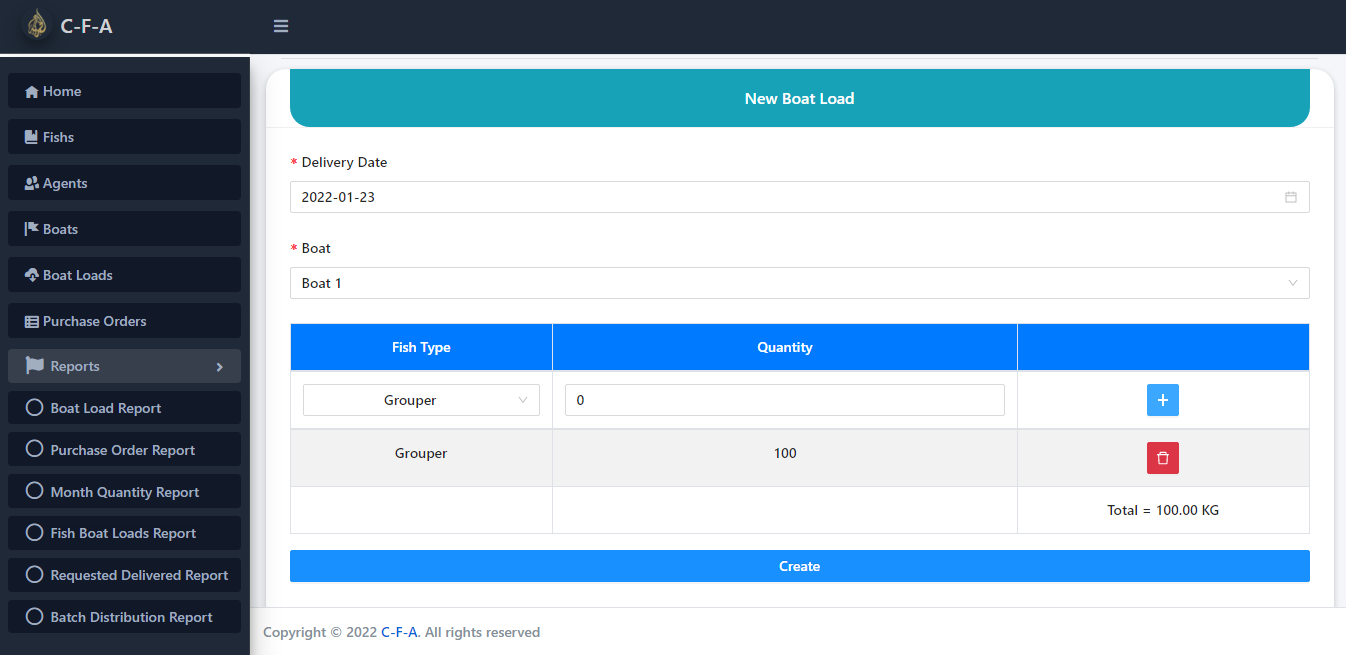 C-F-A
Home
Fishs
Agents
Boats
Boat Loads
Purchase Orders
Reports
Boat Load Report
Purchase Order Report
Month Quantity Report
Fish Boat Loads Report
Requested Delivered Report
Batch Distribution Report
New Boat Load
* Delivery Date
2022-01-23
* Boat
Boat 1
Fish Type Quantity
Grouper 0 +
Grouper 100
Total = 100.00 KG
Create
Copyright © 2022 C-F-A. All rights reserved